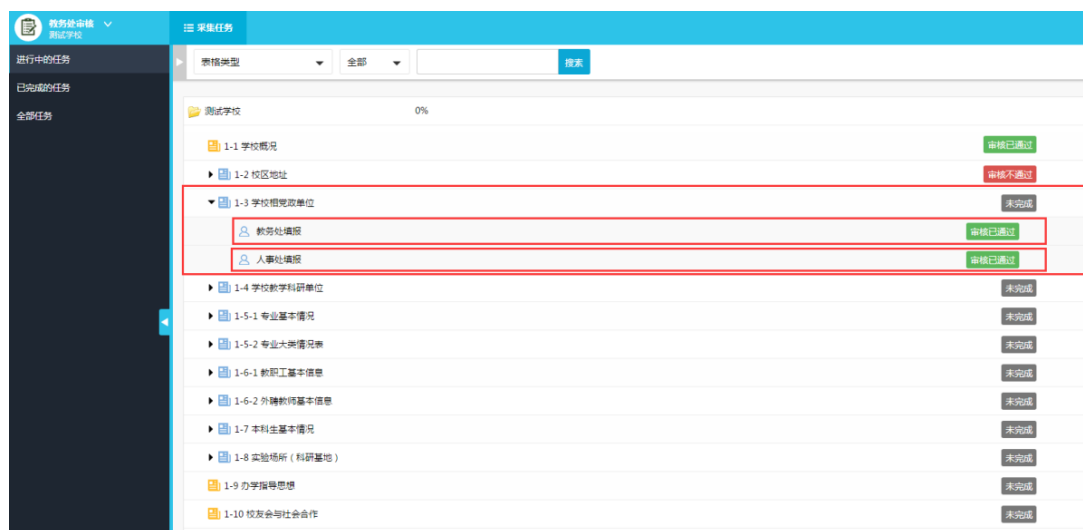 教务处审核
测试学校
采集任务
进行中的任务
已完成的任务
全部任务
表格类型 全部 搜索
测试学校 0%
1-1 学校概况 审核已通过
1-2 校区地址 审核不通过
1-3 学校相党政单位 未完成
教务处填报 审核已通过
人事处填报 审核已通过
1-4 学校教学科研单位 未完成
1-5-1 专业基本情况 未完成
1-5-2 专业大类情况表 未完成
1-6-1 教职工基本信息 未完成
1-6-2 外聘教师基本信息 未完成
1-7 本科生基本情况 未完成
1-8 实验场所（科研基地） 未完成
1-9 办学指导思想 未完成
1-10 校友会与社会合作 未完成